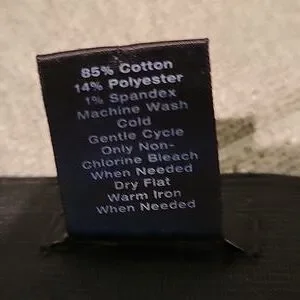 85% Cotton
14% Polyester
1% Spandex
Machine Wash
Cold
Gentle Cycle
Only Non-
Chlorine Bleach
When Needed
Dry Flat
Warm Iron
When Needed